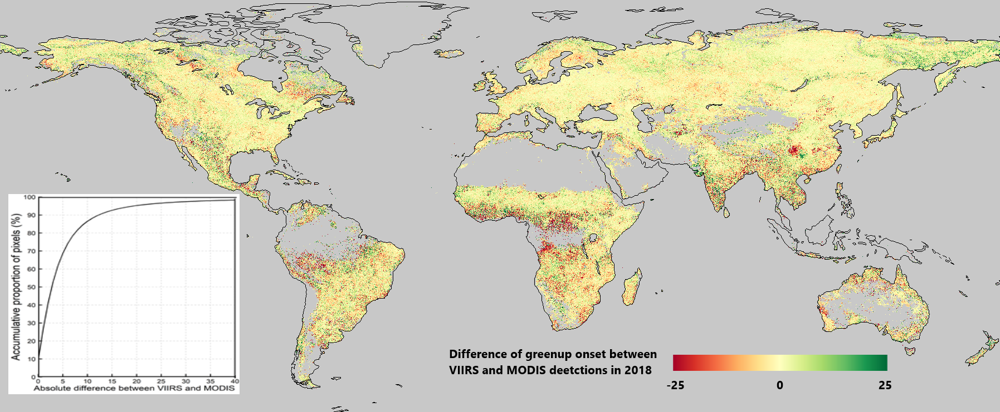 100
90
80
70
60
50
40
30
20
10
0
Accumulative proportion of pixels (%)
0 5 10 15 20 25 30 35 40
Absolute difference between VIIRS and MODIS
Difference of greenup onset between
VIIRS and MODIS deetctions in 2018
-25 0 25